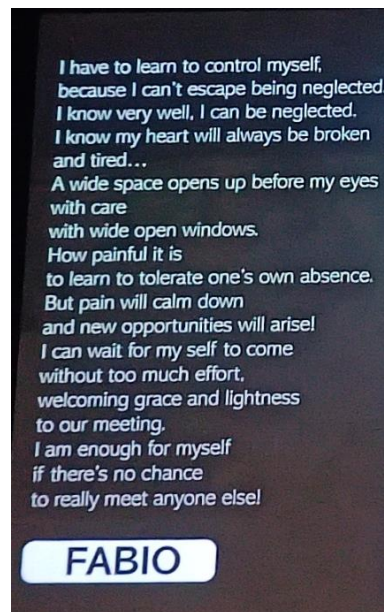 I have to learn to control myself,
because I can't escape being neglected.
I know very well, I can be neglected.
I know my heart will always be broken
and tired...
A wide space opens up before my eyes
with care
with wide open windows.
How painful it is
to learn to tolerate one's own absence.
But pain will calm down
and new opportunities will arise!
I can wait for my self to come
without too much effort,
welcoming grace and lightness
to our meeting.
I am enough for myself
if there's no chance
to really meet anyone else!
FABIO